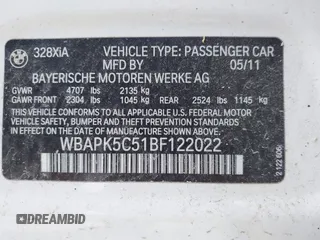 BMW
328XiA VEHICLE TYPE: PASSENGER CAR
MFD BY 05/11
BAYERISCHE MOTOREN WERKE AG
GVWR 4707 lbs 2135 kg
GAWR FRONT 2304 lbs 1045 kg REAR 2524 lbs 1145 kg
THIS VEHICLE CONFORMS TO ALL APPLICABLE U.S. Federal Motor Vehicle
Safety, Bumper and Theft Prevention Standards
in Effect on the Date of Manufacture Shown Above.
WBAPK5C51BF122022
DREAMBID